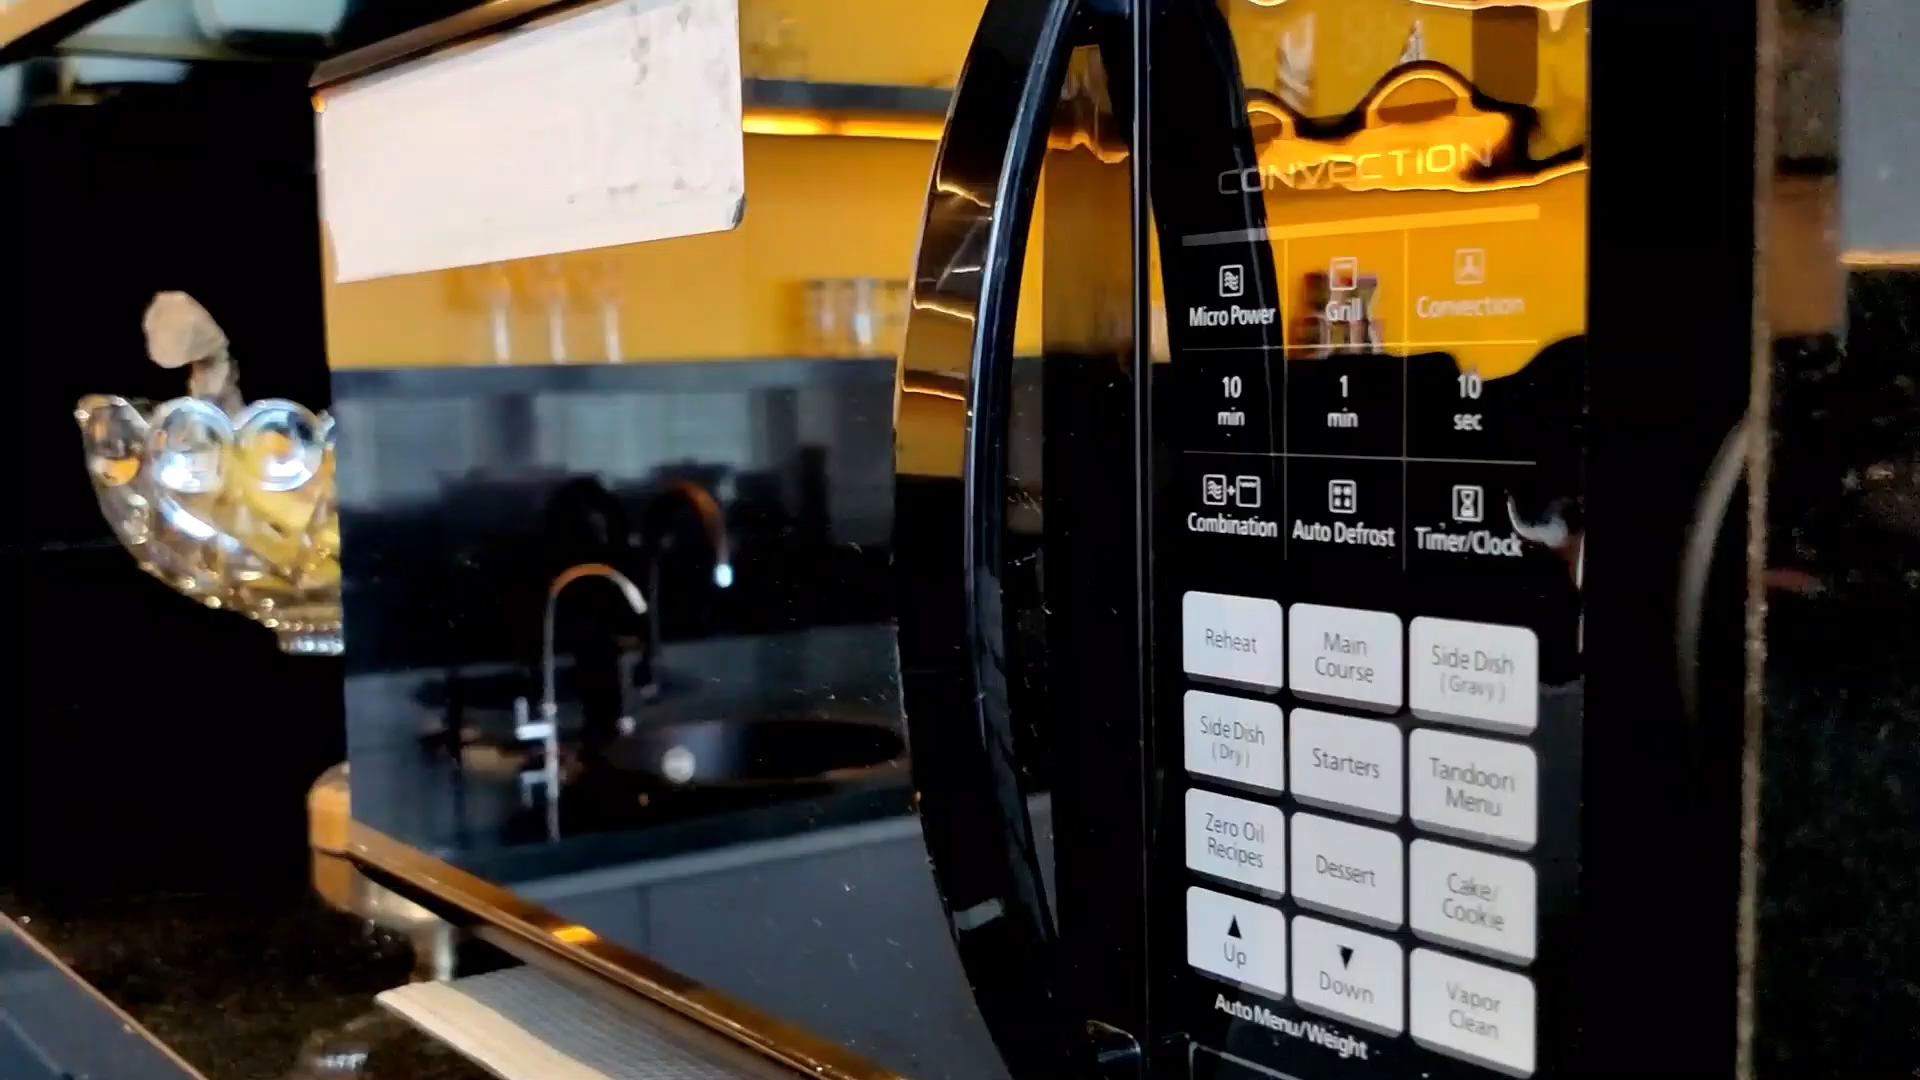 CONVECTION
Micro Power
Grill
Convection
10
min
1
min
10
sec
Combination
Auto Defrost
Timer/Clock
Reheat
Main
Course
Side Dish
(Gravy)
Side Dish
(Dry)
Starters
Tandoori
Menu
Zero Oil
Recipes
Dessert
Cake/
Cookie
Up
Down
Vapor
Clean
Auto Menu/Weight